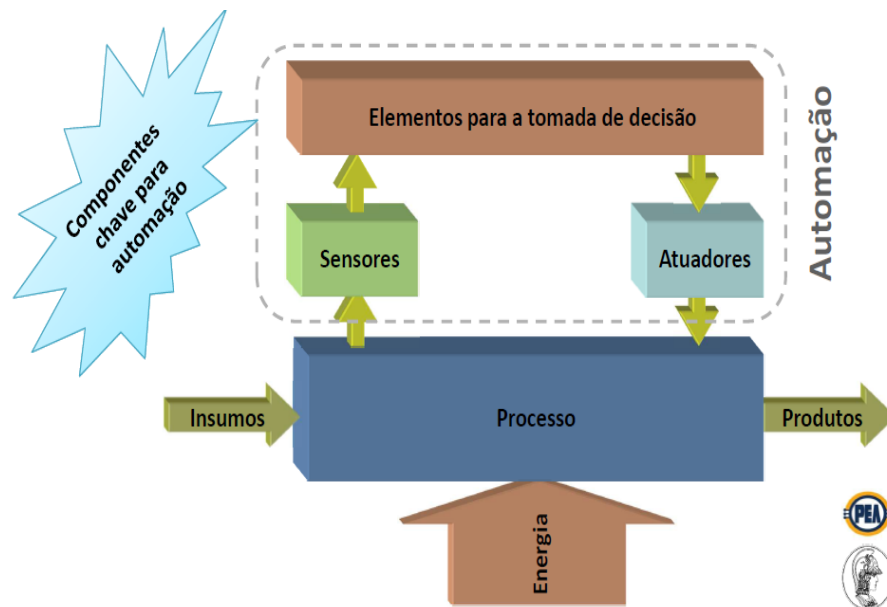 Componentes
chave para
automação
Elementos para a tomada de decisão
Sensores
Atuadores
Automação
Insumos
Processo
Produtos
Energia
PEA